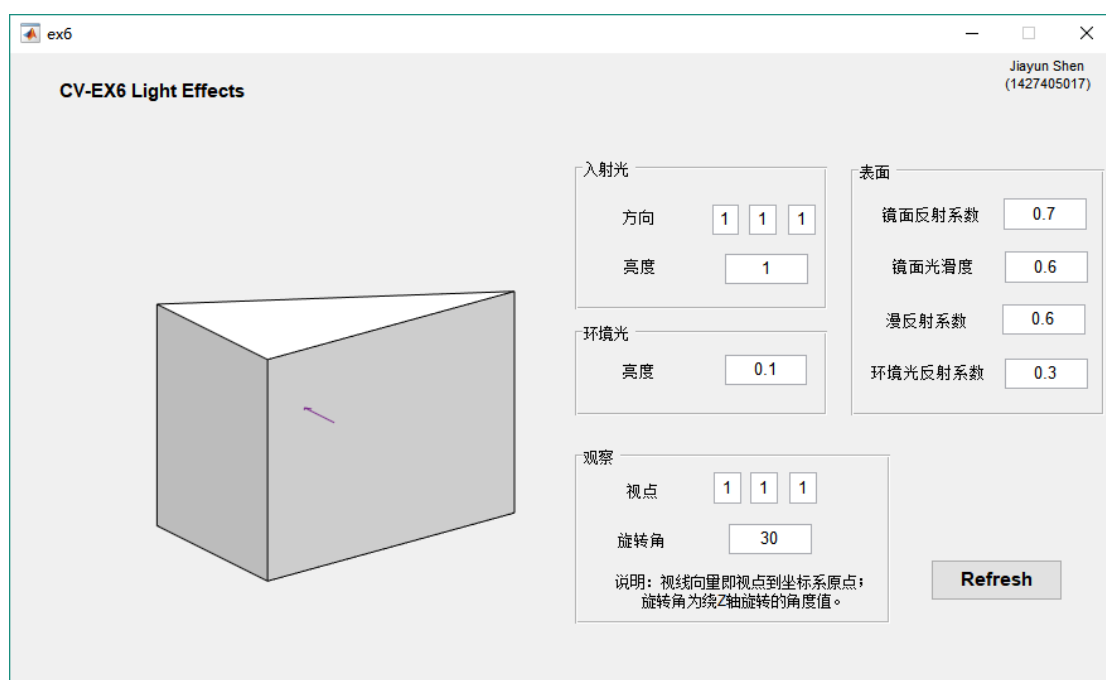 ex6
Jiayun Shen
(1427405017)
CV-EX6 Light Effects
入射光
方向 1 1 1
亮度 1
环境光
亮度 0.1
表面
镜面反射系数 0.7
镜面光滑度 0.6
漫反射系数 0.6
环境光反射系数 0.3
观察
视点 1 1 1
旋转角 30
说明：视线向量即视点到坐标系原点；
旋转角为绕Z轴旋转的角度值。
Refresh